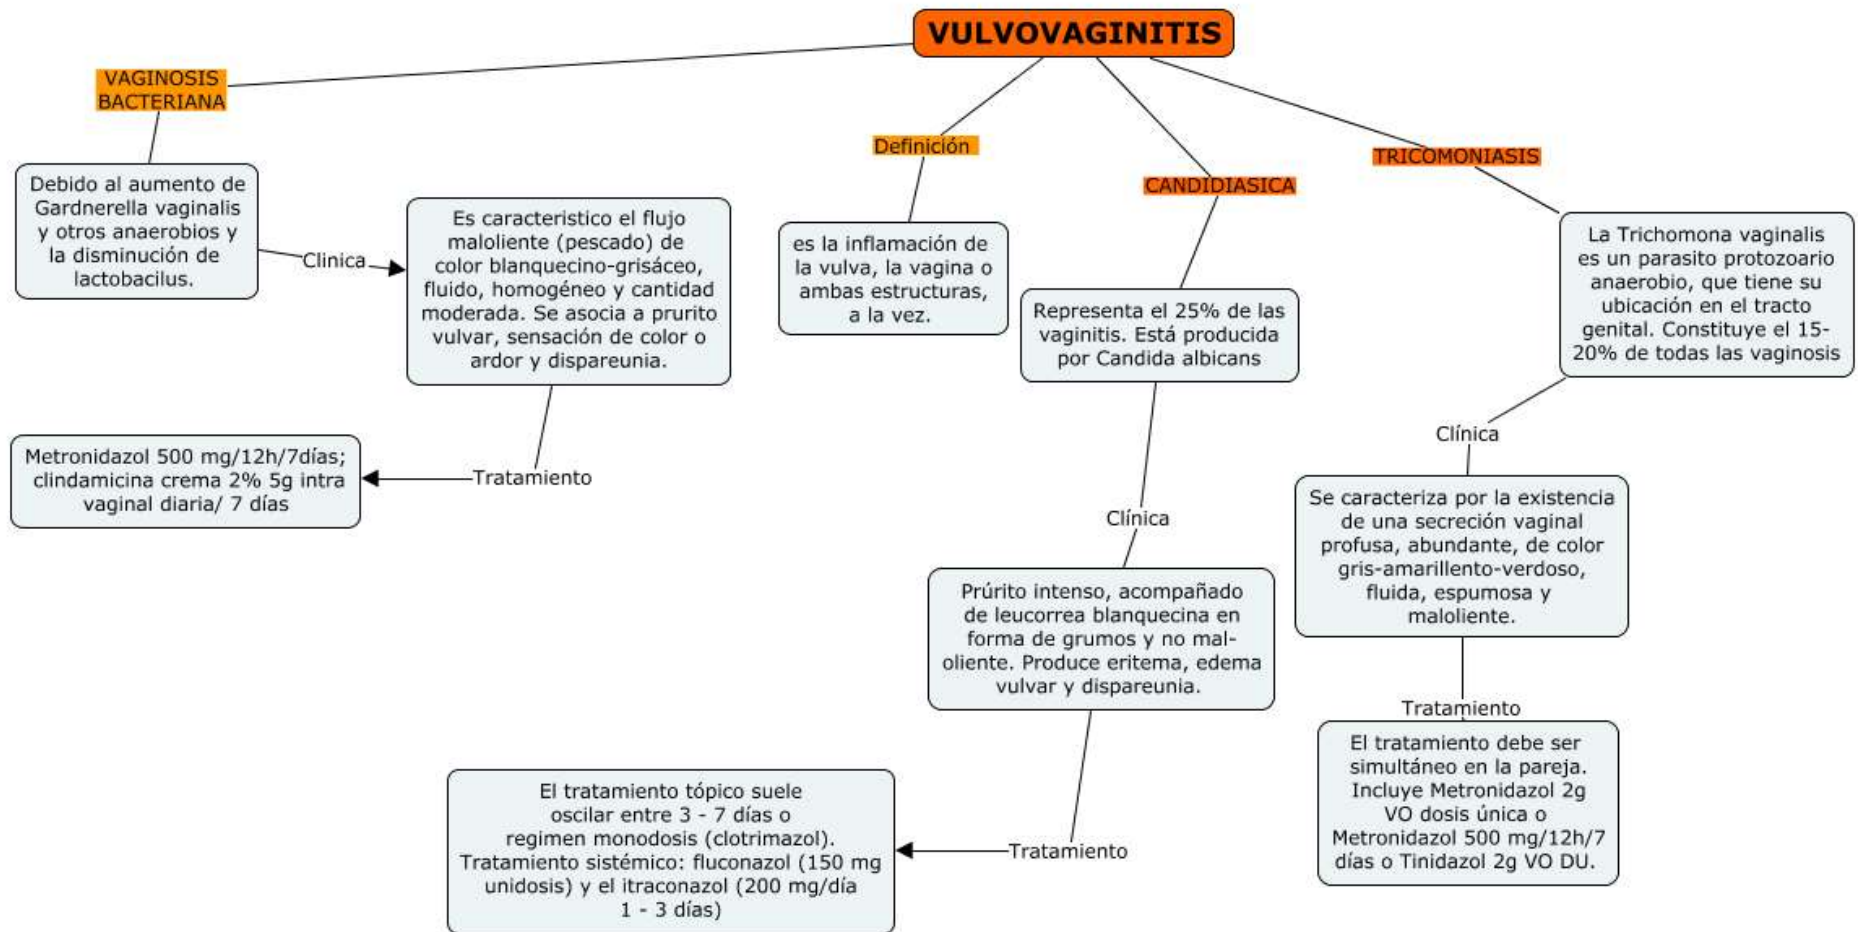 VULVOVAGINITIS
VAGINOSIS
BACTERIANA
Debido al aumento de
Gardnerella vaginalis
y otros anaerobios y
la disminución de
lactobacilus.
Clinica
Es caracteristico el flujo
maloliente (pescado) de
color blanquecino-grisáceo,
fluido, homogéneo y cantidad
moderada. Se asocia a prurito
vulvar, sensación de color o
ardor y dispareunia.
Tratamiento
Metronidazol 500 mg/12h/7días;
clindamicina crema 2% 5g intra
vaginal diaria/ 7 días
Definición
es la inflamación de
la vulva, la vagina o
ambas estructuras,
a la vez.
CANDIDIASICA
Representa el 25% de las
vaginitis. Está producida
por Candida albicans
Clínica
Prúrito intenso, acompañado
de leucorrea blanquecina en
forma de grumos y no mal-
oliente. Produce eritema, edema
vulvar y dispareunia.
Tratamiento
El tratamiento tópico suele
oscilar entre 3 - 7 días o
regimen monodosis (clotrimazol).
Tratamiento sistémico: fluconazol (150 mg
unidosis) y el itraconazol (200 mg/día
1 - 3 días)
TRICOMONIASIS
La Trichomona vaginalis
es un parasito protozoario
anaerobio, que tiene su
ubicación en el tracto
genital. Constituye el 15-
20% de todas las vaginosis
Clínica
Se caracteriza por la existencia
de una secreción vaginal
profusa, abundante, de color
gris-amarillento-verdoso,
fluida, espumosa y
maloliente.
Tratamiento
El tratamiento debe ser
simultáneo en la pareja.
Incluye Metronidazol 2g
VO dosis única o
Metronidazol 500 mg/12h/7
días o Tinidazol 2g VO DU.